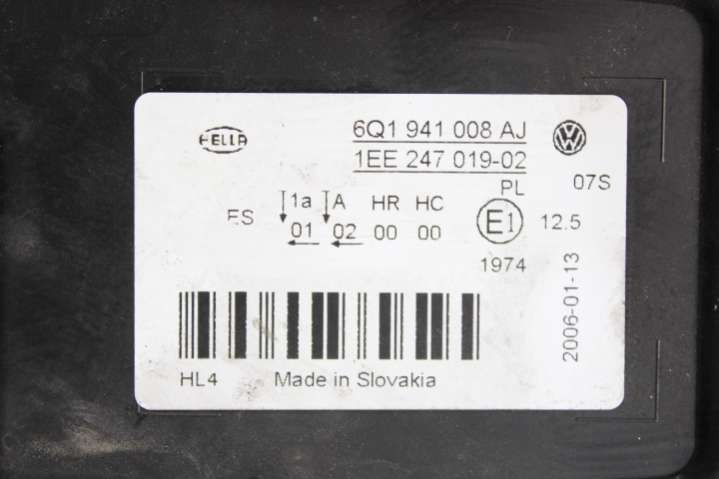 HELLA
6Q1 941 008 AJ
1EE 247 019-02
PL 07S
1a A HR HC
ES 01 02 00 00
E1 12.5
1974
2006-01-13
HL4 Made in Slovakia